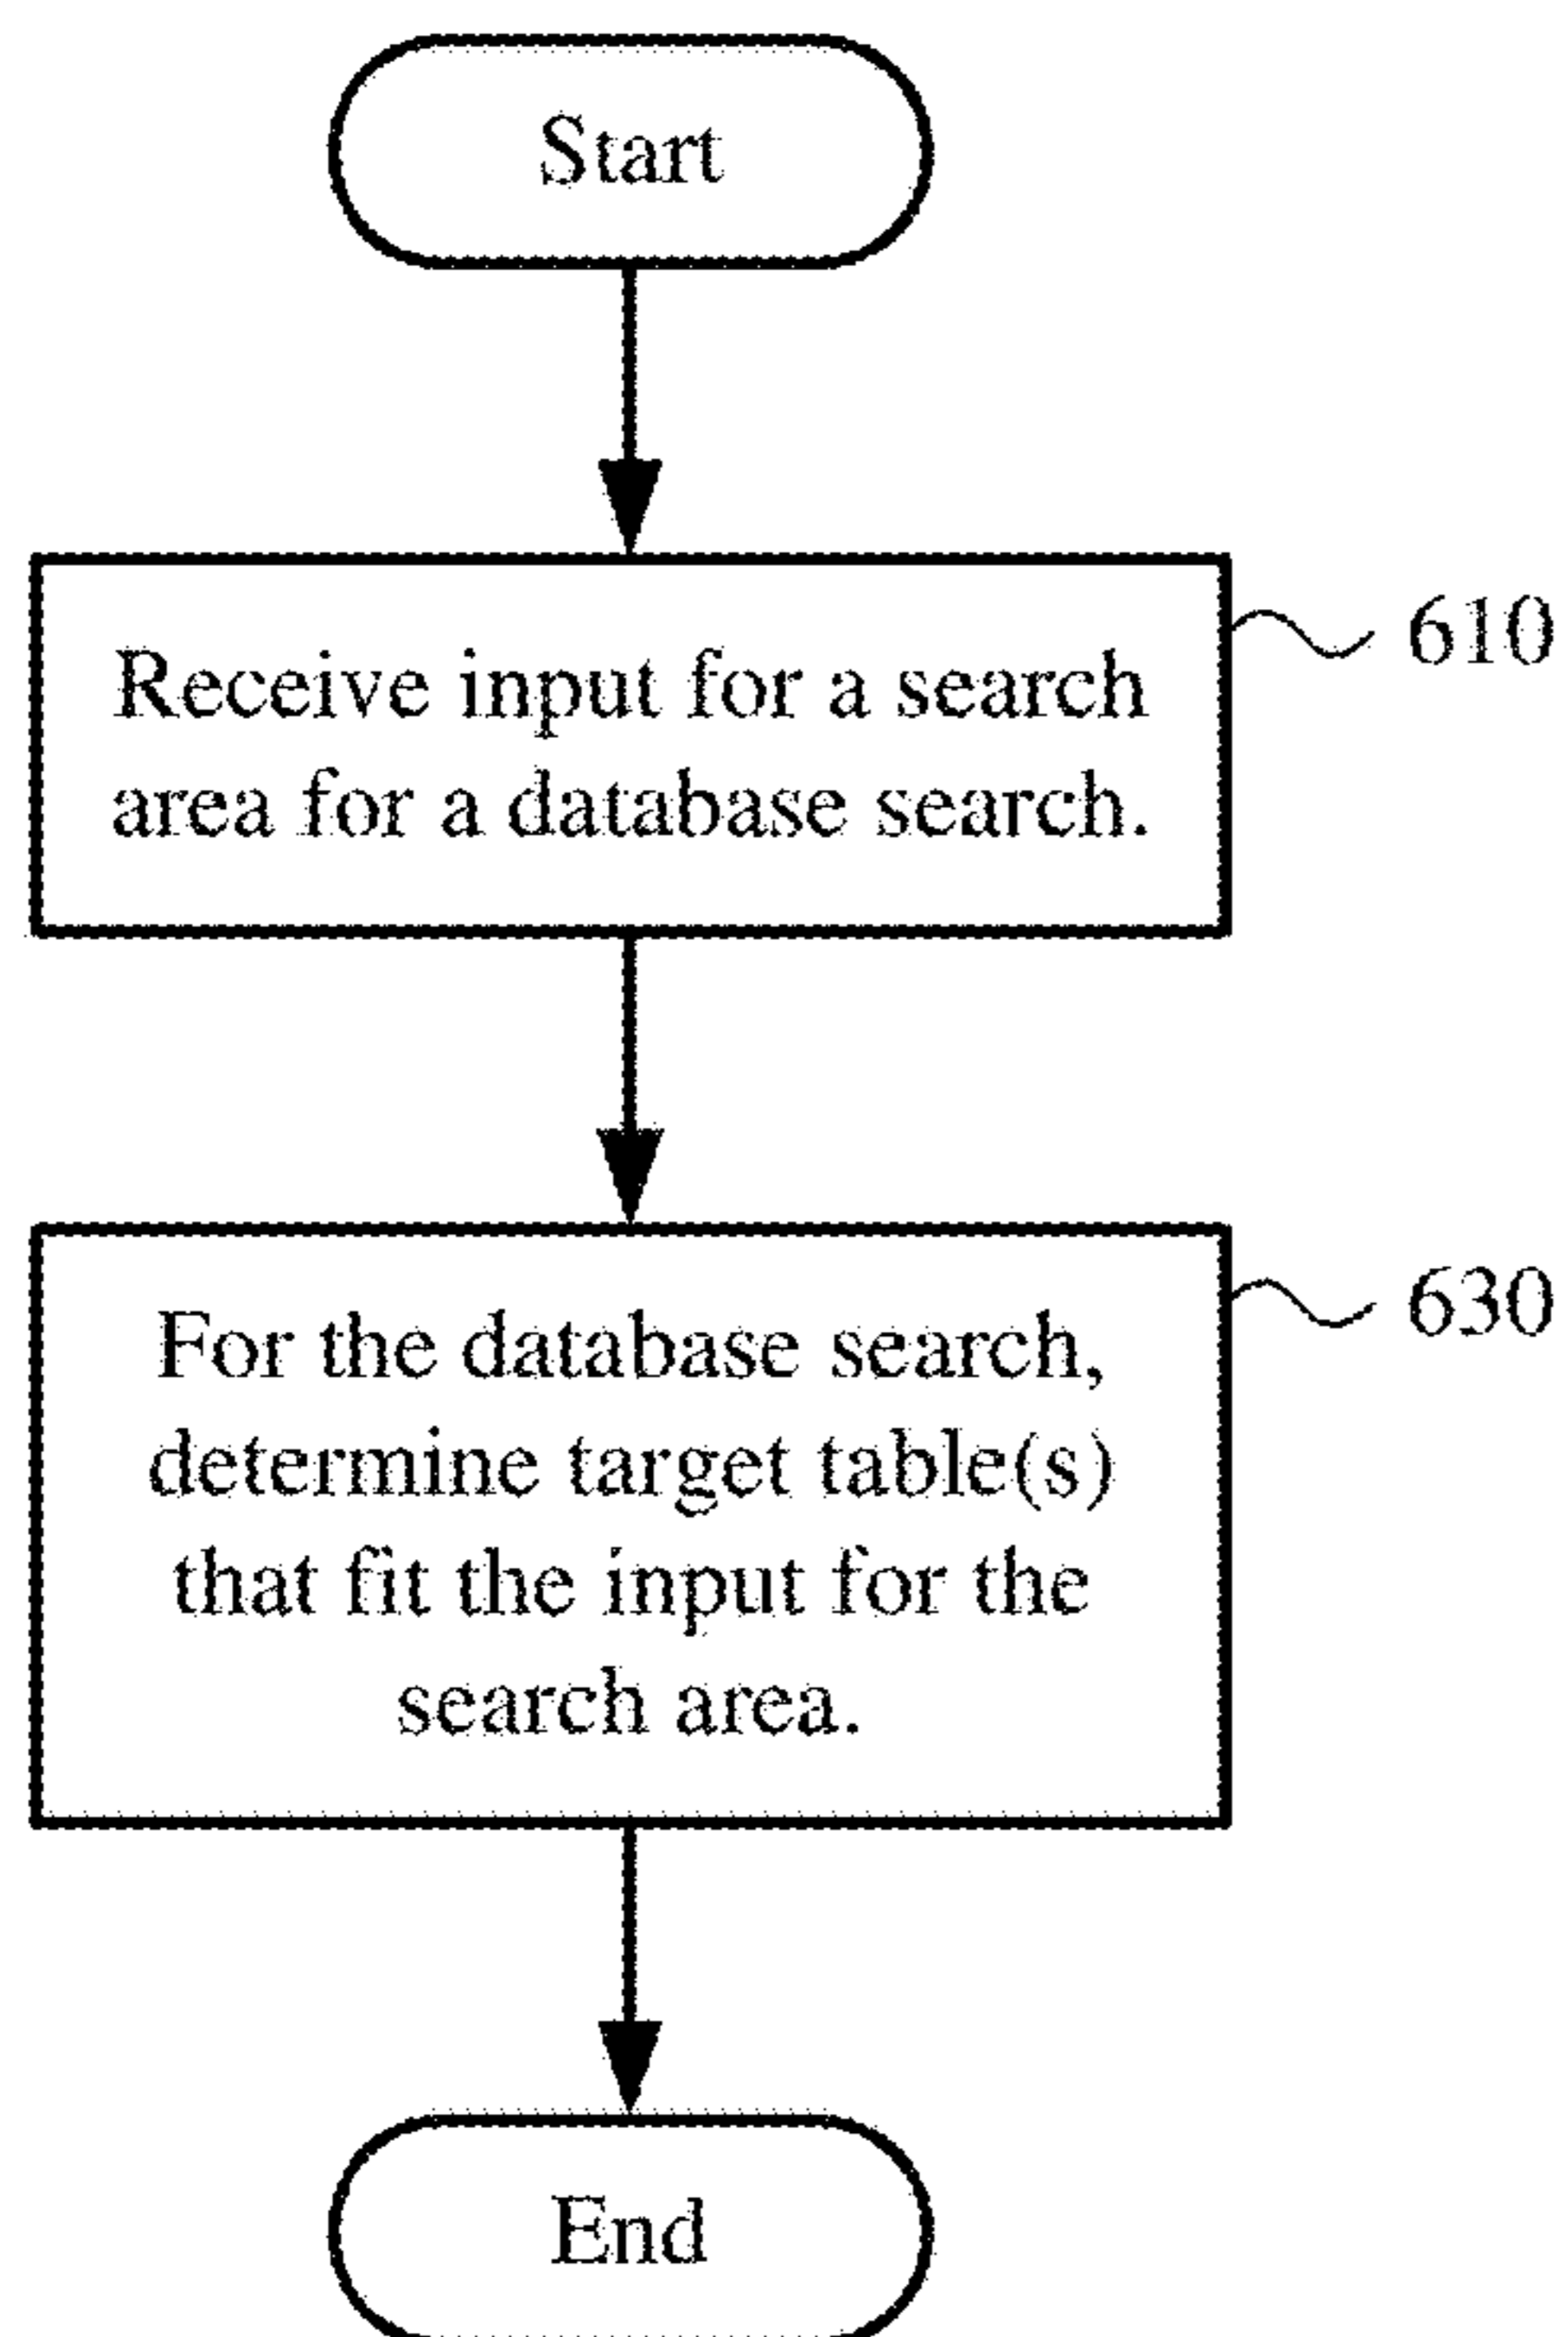 Start
Receive input for a search
area for a database search.
610
For the database search,
determine target table(s)
that fit the input for the
search area.
630
End